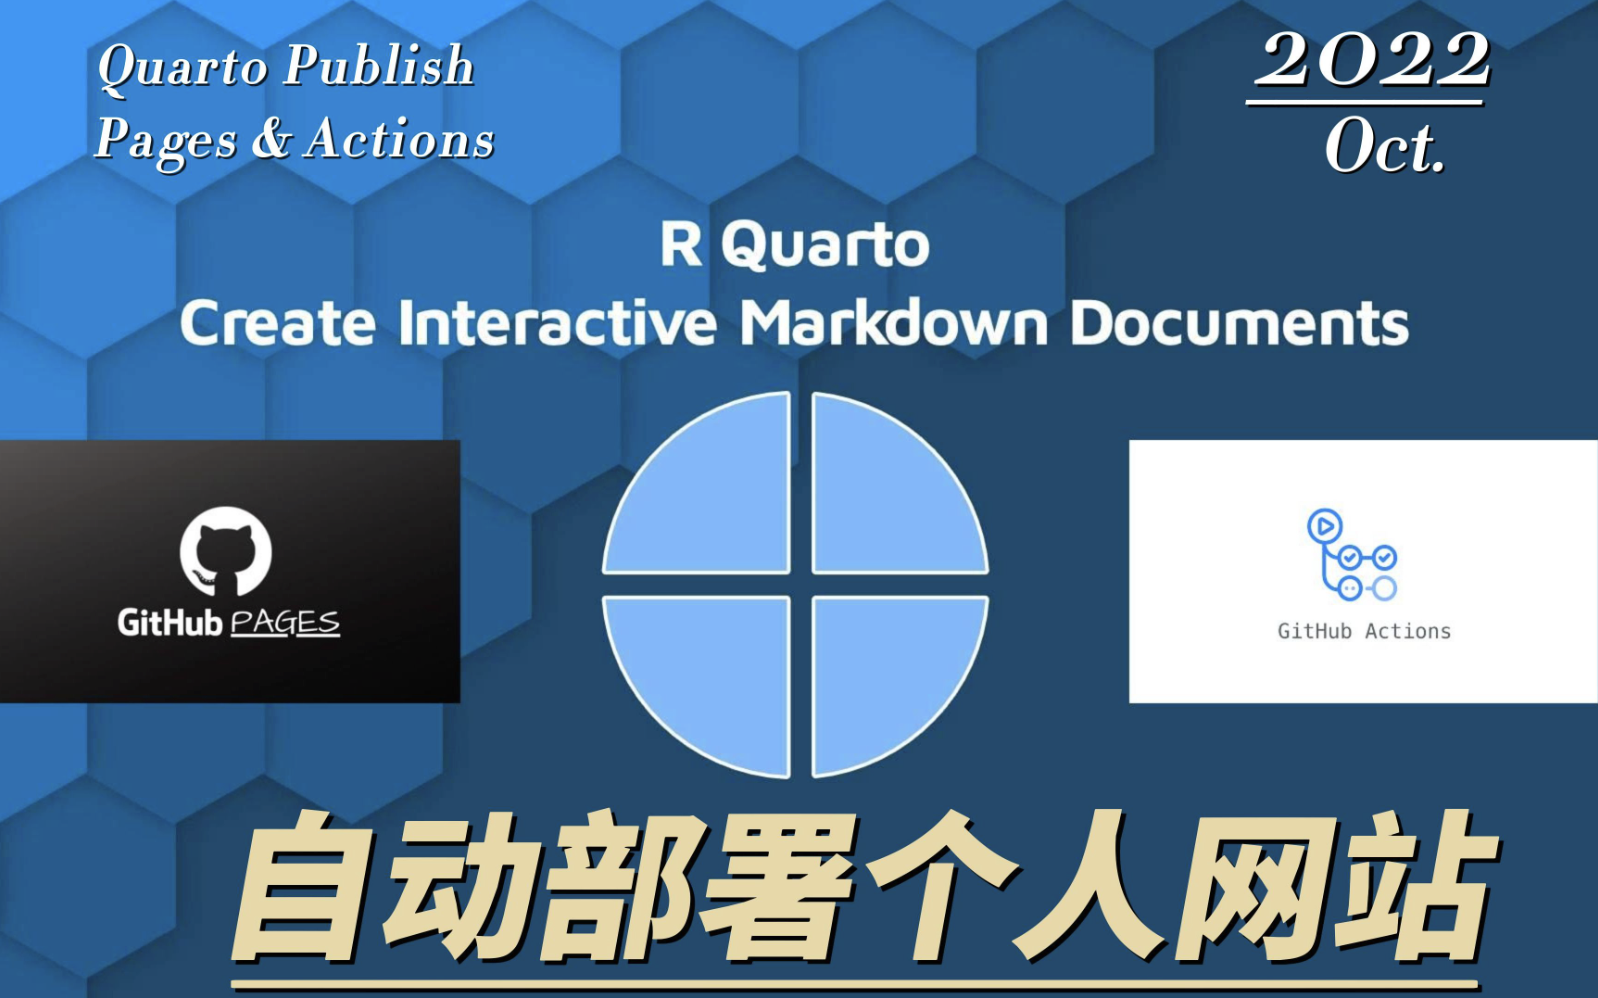 Quarto Publish
Pages & Actions
2022
Oct.
R Quarto
Create Interactive Markdown Documents
GitHub PAGES
GitHub Actions
自动部署个人网站